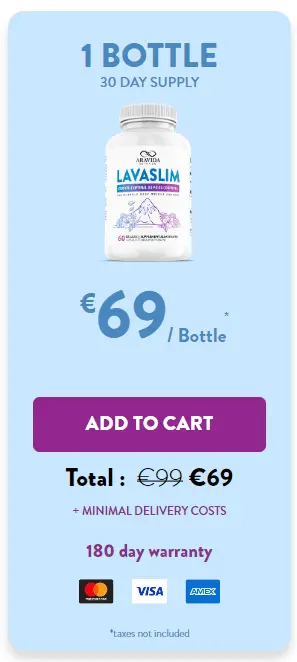 1 BOTTLE
30 DAY SUPPLY
ARAVIDA
LAVASLIM
60
€69*
/ Bottle
ADD TO CART
Total : €99 €69
+ MINIMAL DELIVERY COSTS
180 day warranty
VISA
AMEX
*taxes not included